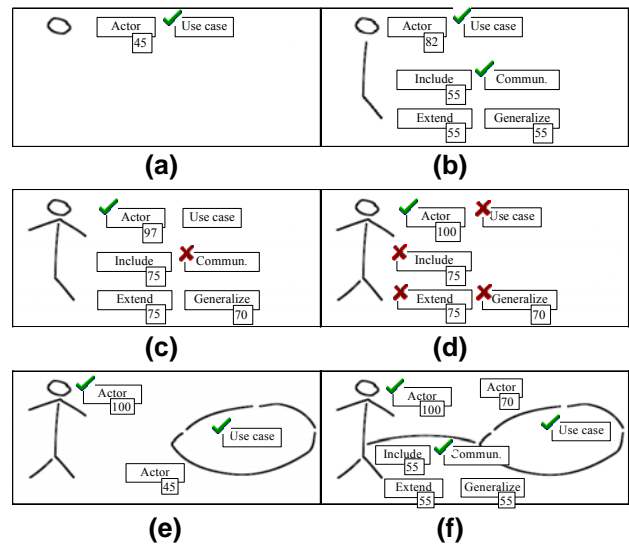 Actor Use case
45
Actor Use case
82
Include Commun.
55
Extend Generalize
55 55
(a) (b)
Actor Use case
97
Include Commun.
75
Extend Generalize
75 70
Actor Use case
100
Include
75
Extend Generalize
75 70
(c) (d)
Actor
100
Use case
Actor
45
Actor
100
Actor
70
Use case
Include Commun.
55
Extend Generalize
55 55
(e) (f)